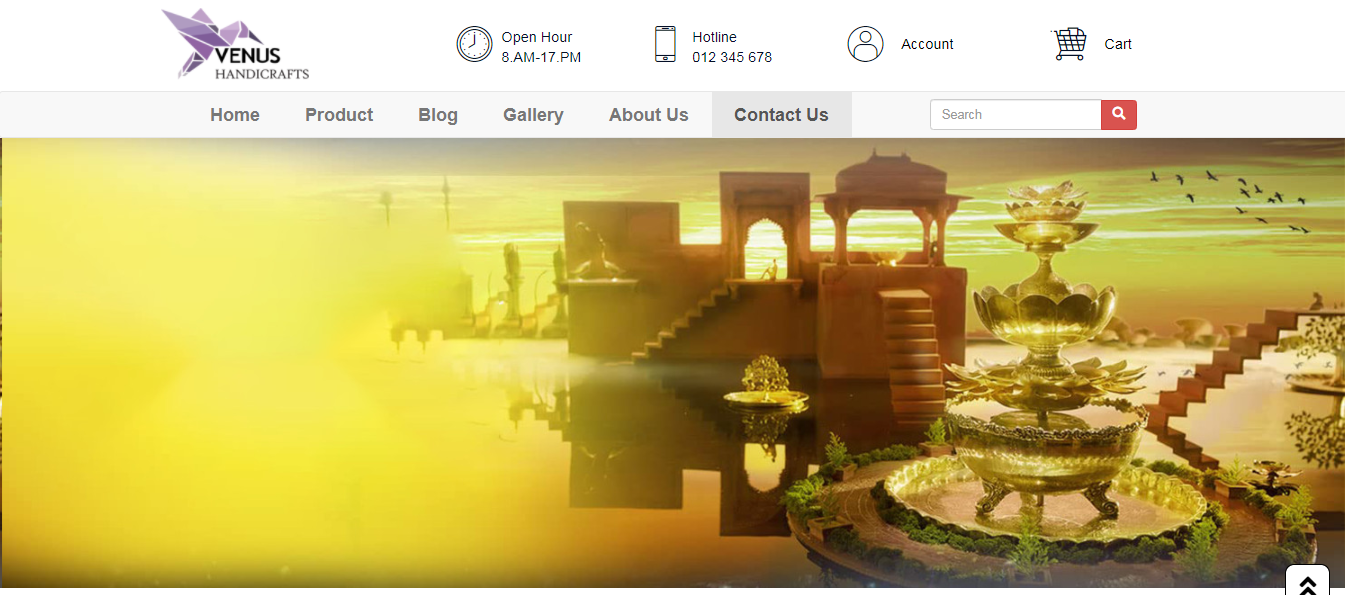 VENUS
HANDICRAFTS
Open Hour
8.AM-17.PM
Hotline
012 345 678
Account
Cart
Home
Product
Blog
Gallery
About Us
Contact Us
Search